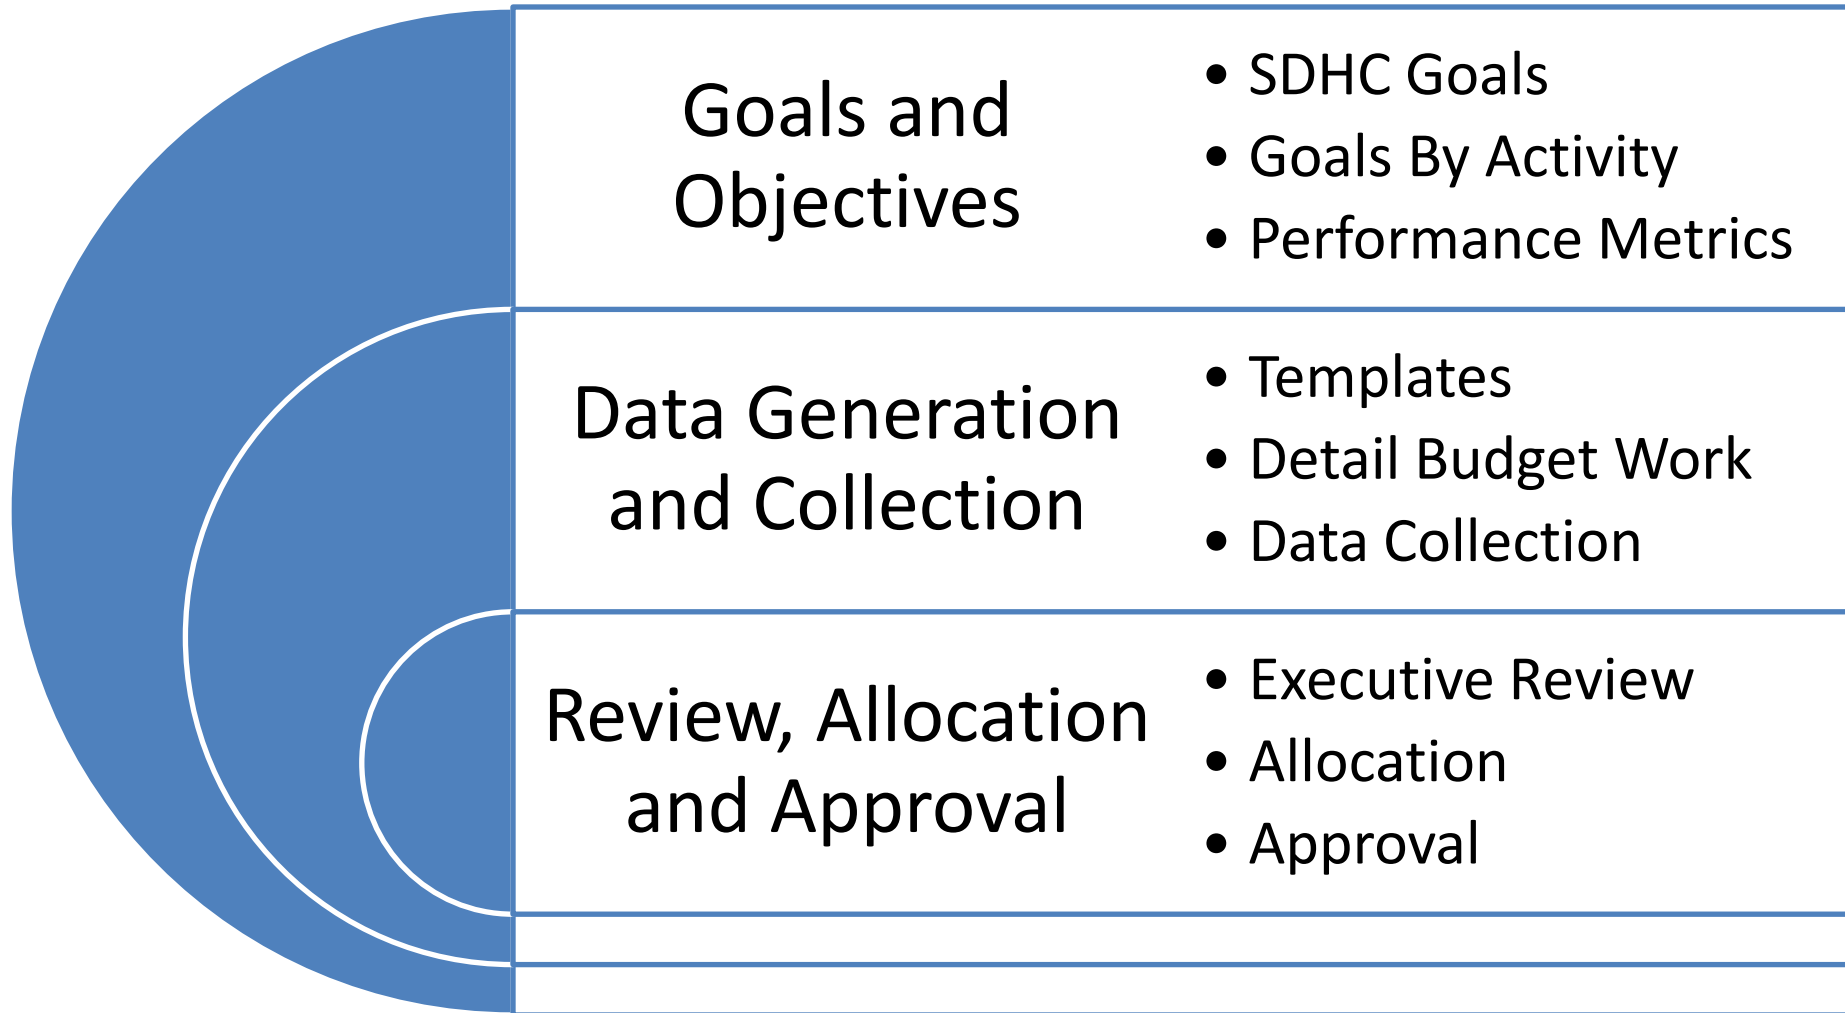 Goals and
Objectives
• SDHC Goals
• Goals By Activity
• Performance Metrics
Data Generation
and Collection
• Templates
• Detail Budget Work
• Data Collection
Review, Allocation
and Approval
• Executive Review
• Allocation
• Approval